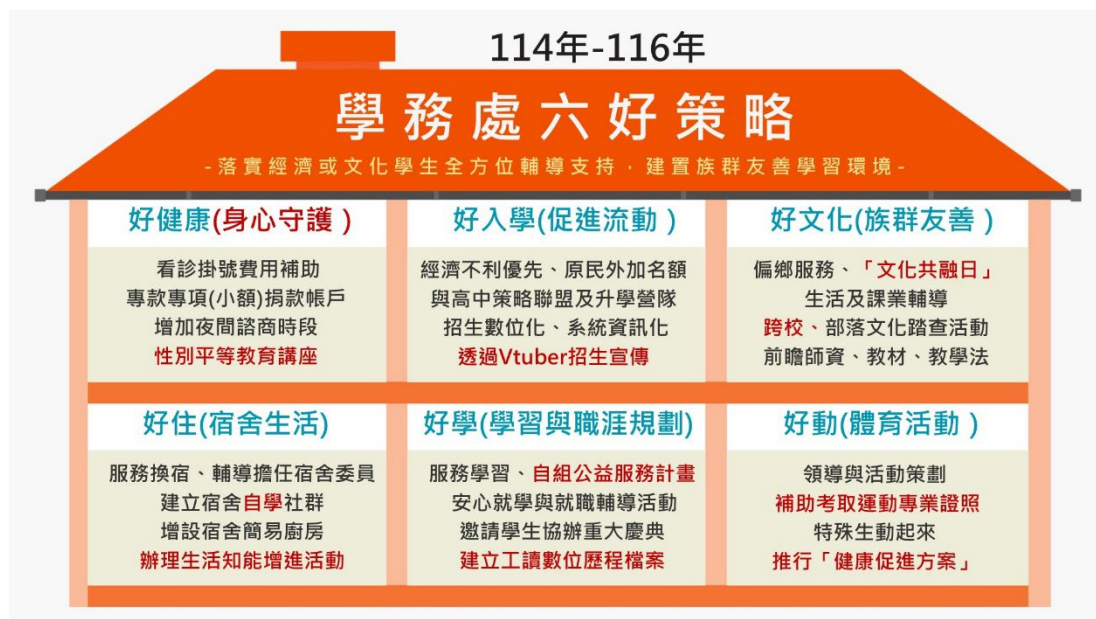 114年-116年
學務處六好策略
-落實經濟或文化學生全方位輔導支持，建置族群友善學習環境-
好健康(身心守護)
看診掛號費用補助
專款專項(小額)捐款帳戶
增加夜間諮商時段
性別平等教育講座
好入學(促進流動)
經濟不利優先、原民外加名額
與高中策略聯盟及升學營隊
招生數位化、系統資訊化
透過Vtuber招生宣傳
好文化(族群友善)
偏鄉服務、「文化共融日」
生活及課業輔導
跨校、部落文化踏查活動
前瞻師資、教材、教學法
好住(宿舍生活)
服務換宿、輔導擔任宿舍委員
建立宿舍自學社群
增設宿舍簡易廚房
辦理生活知能增進活動
好學(學習與職涯規劃)
服務學習、自組公益服務計畫
安心就學與就職輔導活動
邀請學生協辦重大慶典
建立工讀數位歷程檔案
好動(體育活動)
領導與活動策劃
補助考取運動專業證照
特殊生動起來
推行「健康促進方案」